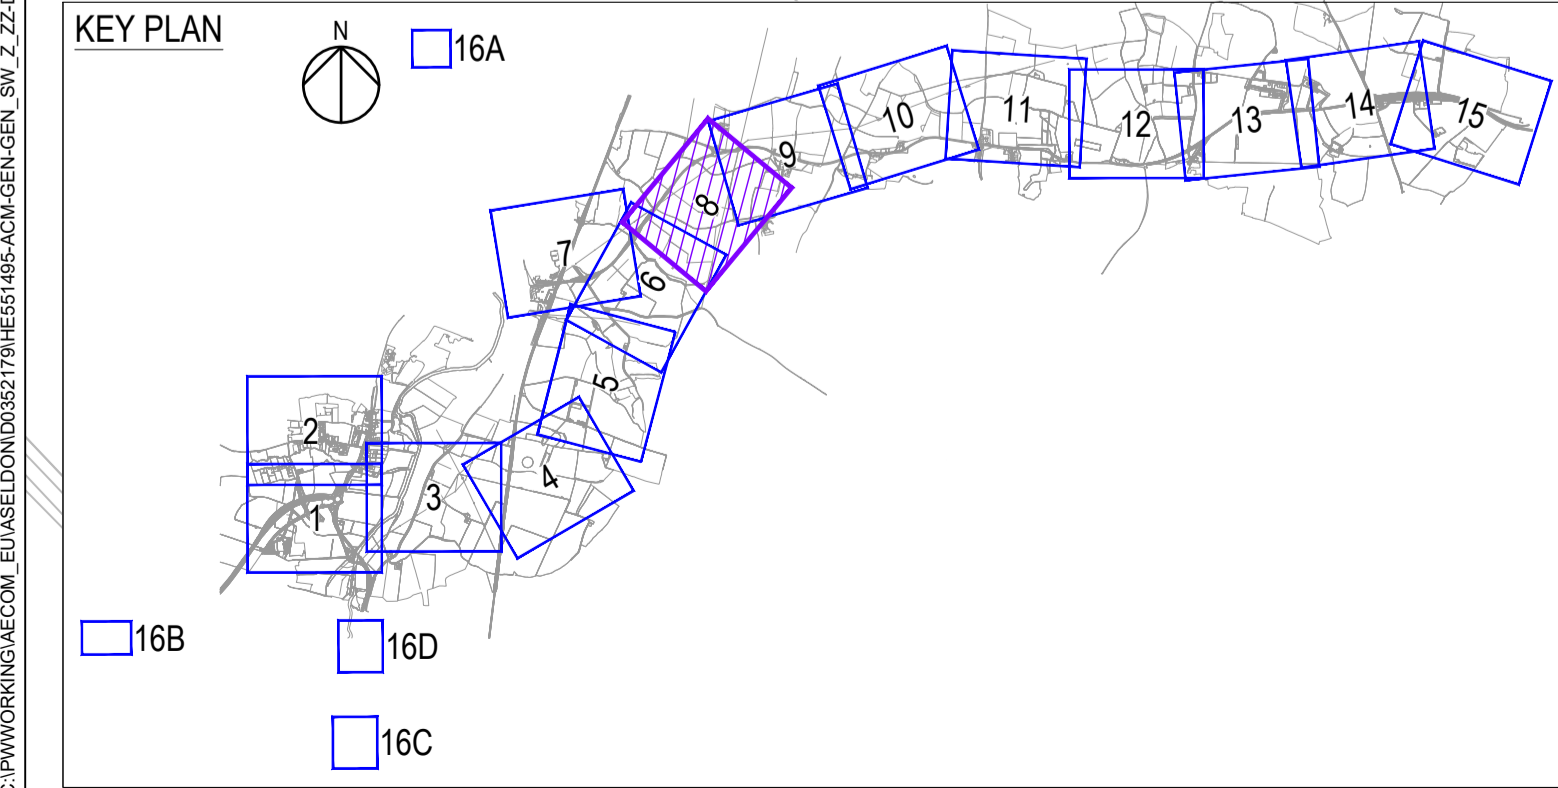 KEY PLAN
N
16A
15
14
13
12
11
10
9
8
7
6
5
4
3
2
1
16B
16D
16C
C:\PWWORKING\AECOM_EU\ASELDON\D0352179\HE551495-ACM-GEN-GEN_SW_Z_ZZ-D